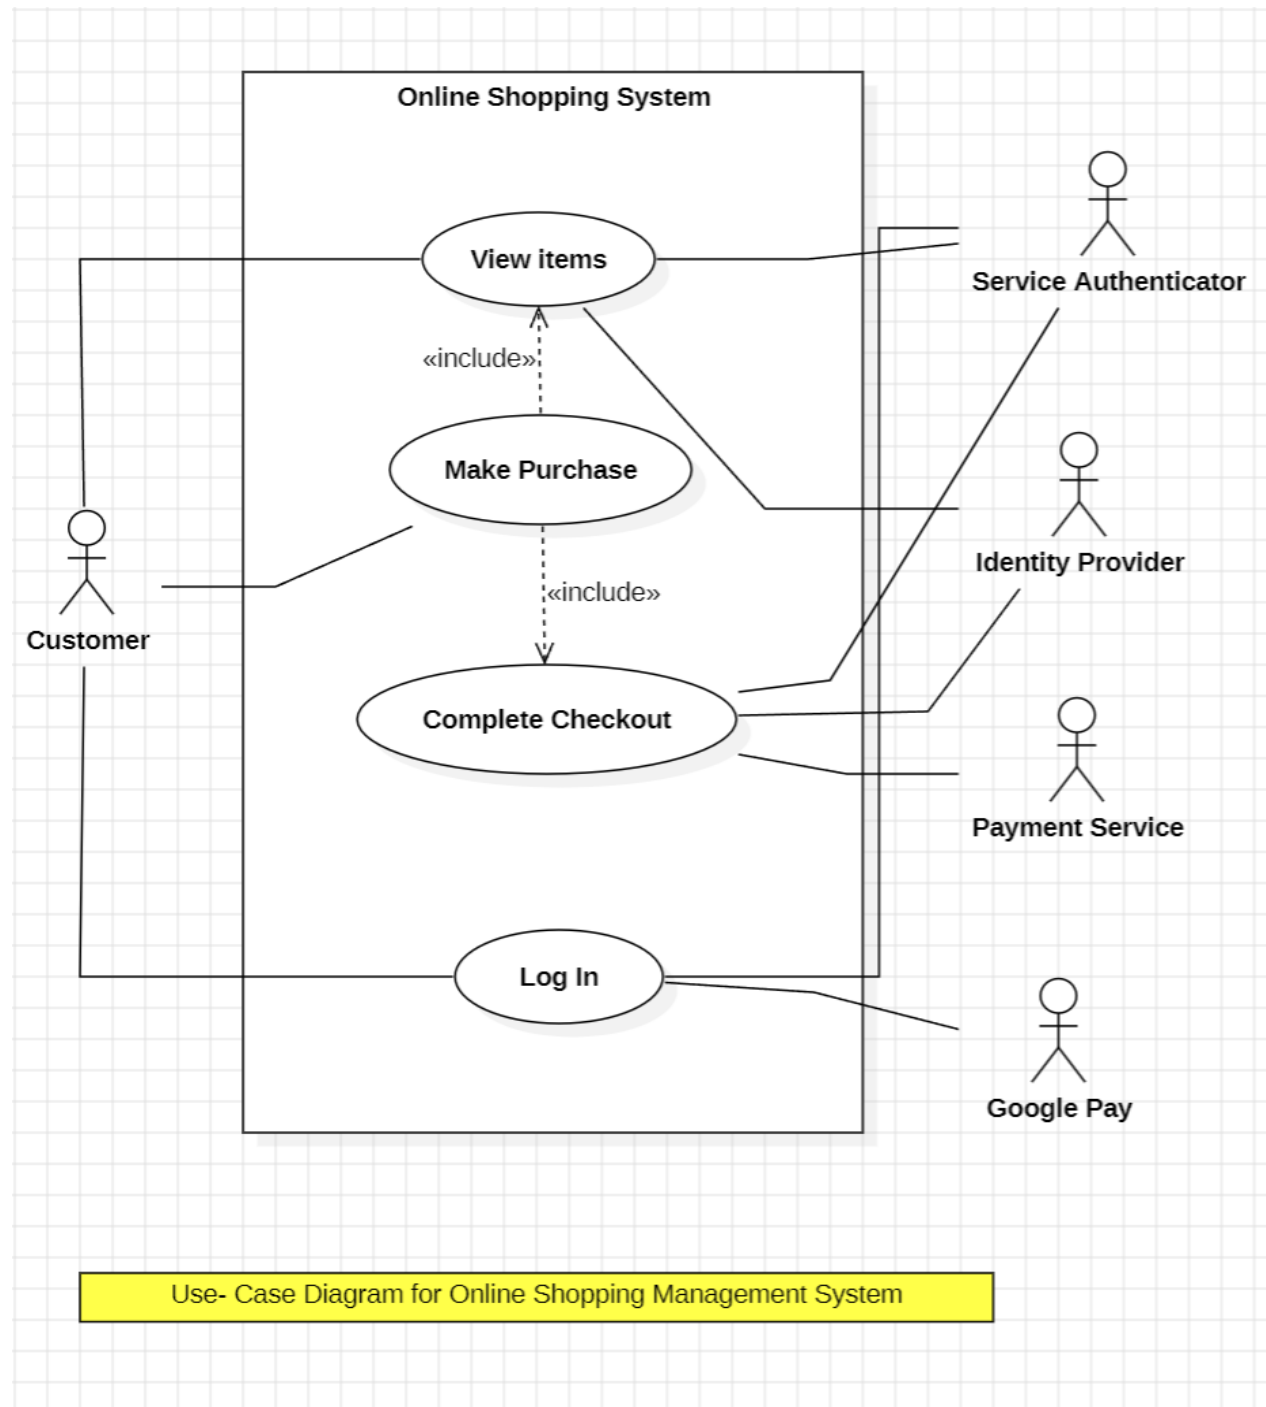 Online Shopping System
View items
Service Authenticator
«include»
Make Purchase
Identity Provider
«include»
Customer
Complete Checkout
Payment Service
Log In
Google Pay
Use- Case Diagram for Online Shopping Management System